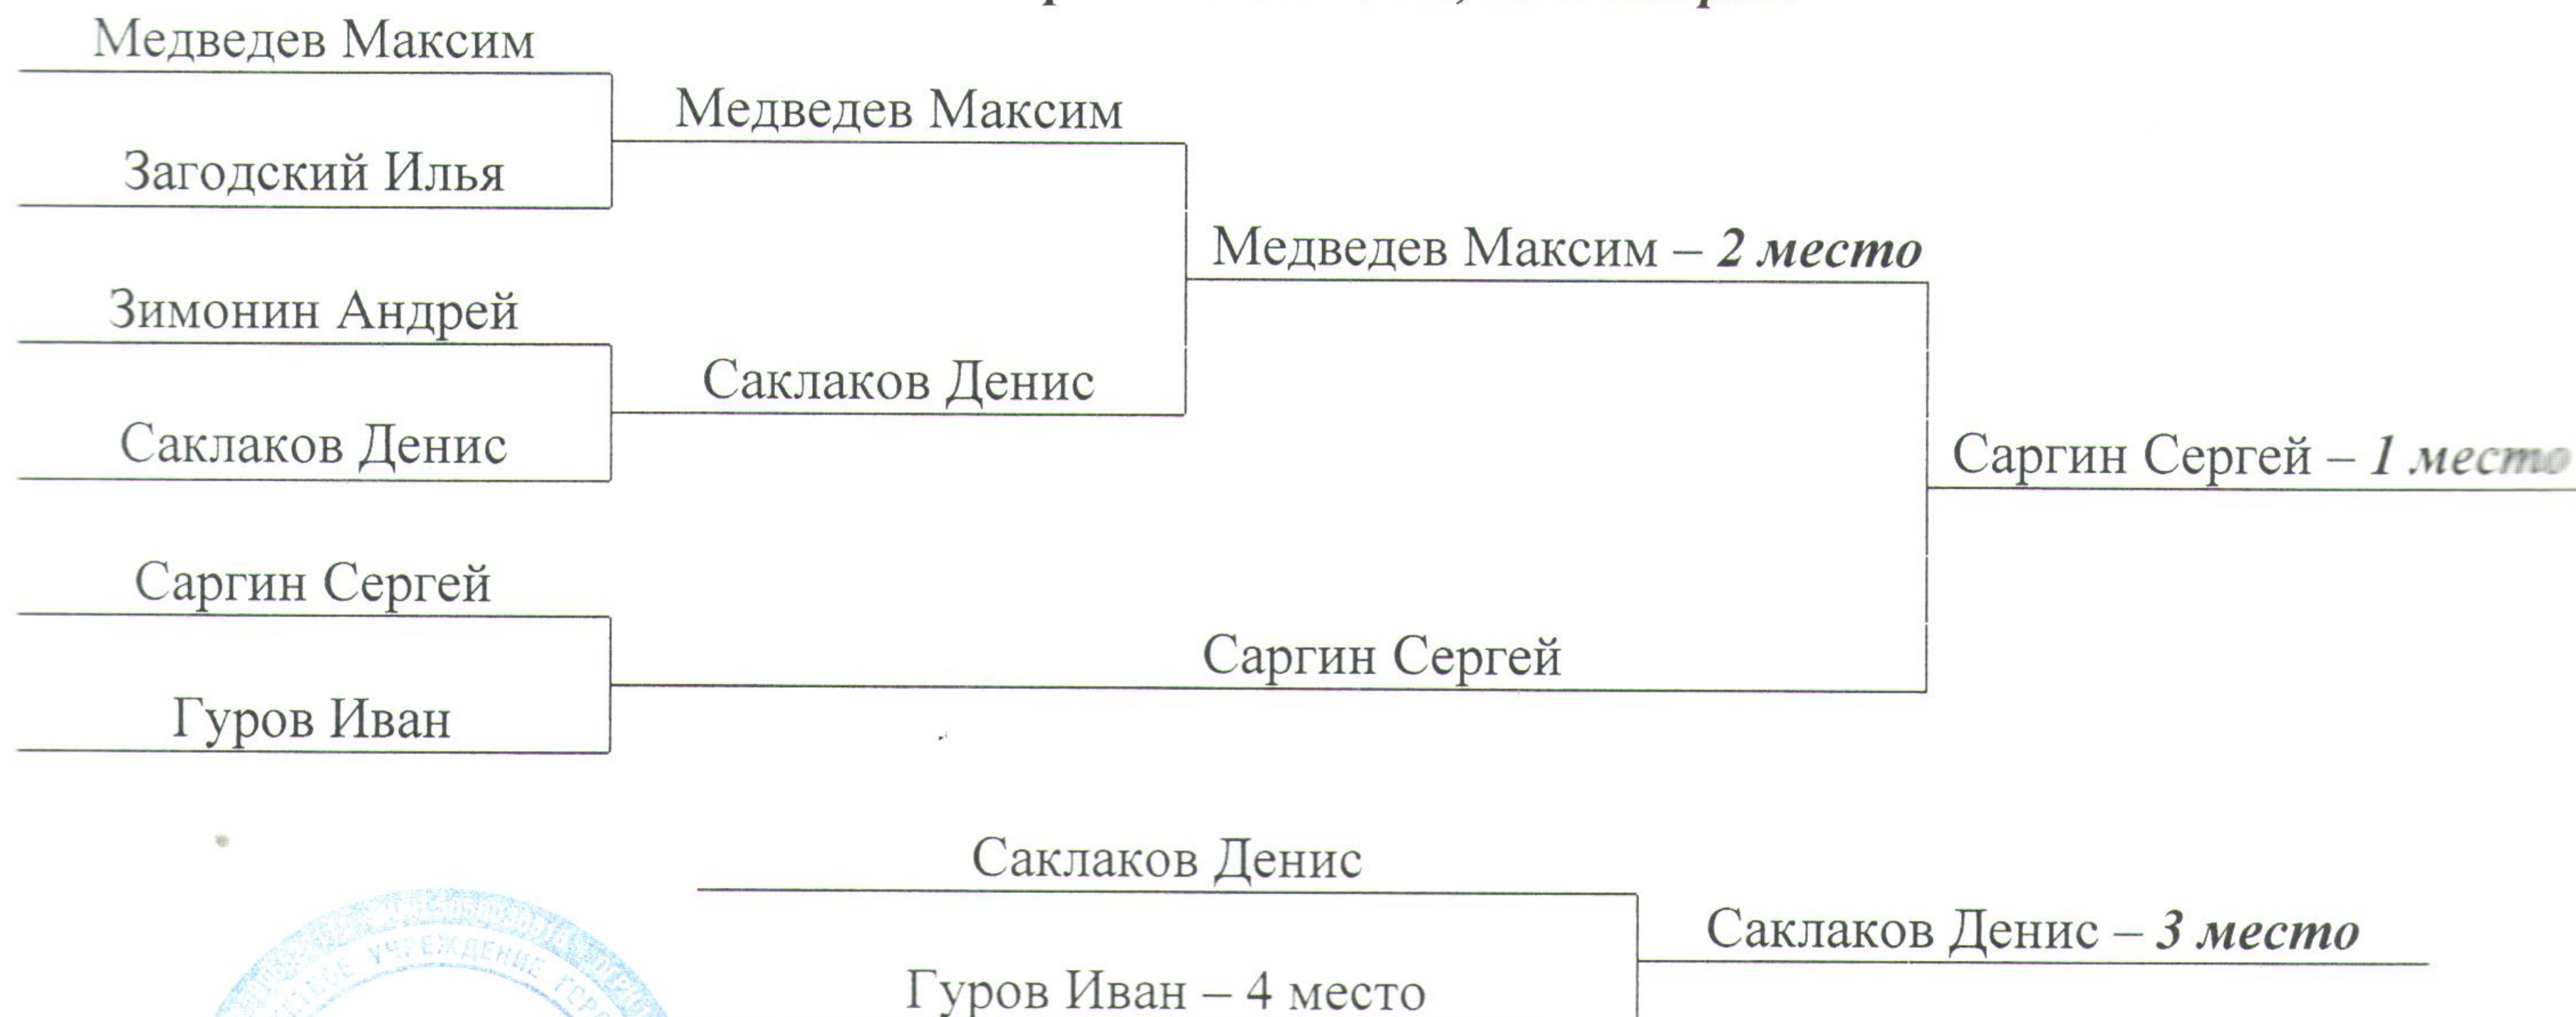 Медведев Максим
Загодский Илья
Зимонин Андрей
Саклаков Денис
Саргин Сергей
Гуров Иван
Медведев Максим
Саклаков Денис
Медведев Максим – 2 место
Саргин Сергей
Саргин Сергей – 1 место
Саклаков Денис
Гуров Иван – 4 место
Саклаков Денис – 3 место
УЧРЕЖДЕНИЕ